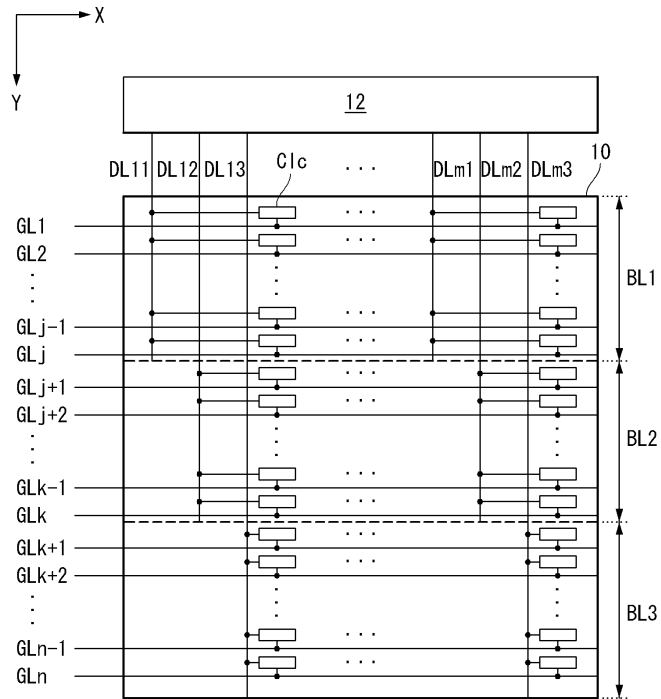 X
Y
12
DL11 DL12 DL13 Clc ··· DLm1 DLm2 DLm3 10
GL1
GL2
GLj-1
GLj
BL1
GLj+1
GLj+2
GLk-1
GLk
BL2
GLk+1
GLk+2
GLn-1
GLn
BL3